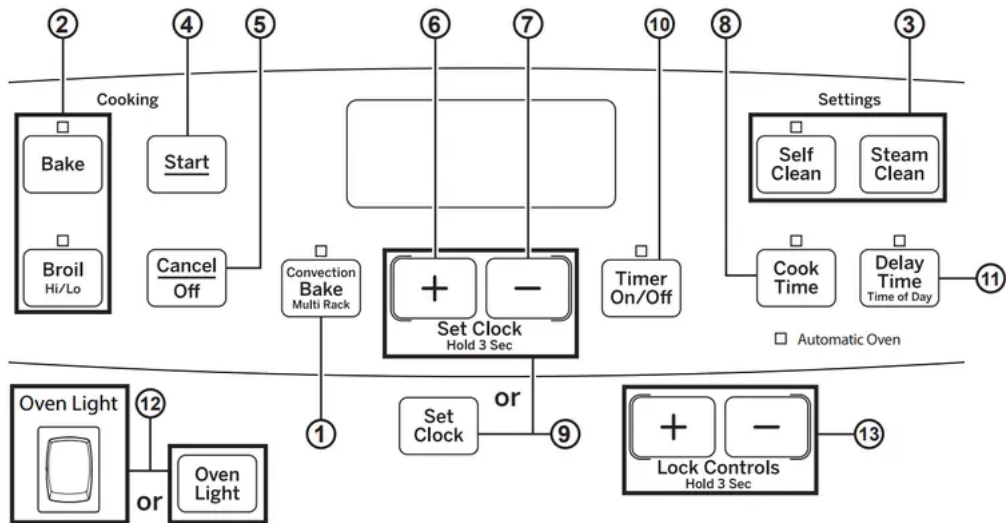 2
4
5
6
7
10
8
3
Cooking
Settings
Bake
Start
Self
Clean
Steam
Clean
Broil
Hi/Lo
Cancel
Off
Convection
Bake
Multi Rack
+
−
Set Clock
Hold 3 Sec
Timer
On/Off
Cook
Time
Delay
Time
Time of Day
11
Automatic Oven
Oven Light
12
or
Oven
Light
1
Set
Clock
or
9
+
−
Lock Controls
Hold 3 Sec
13